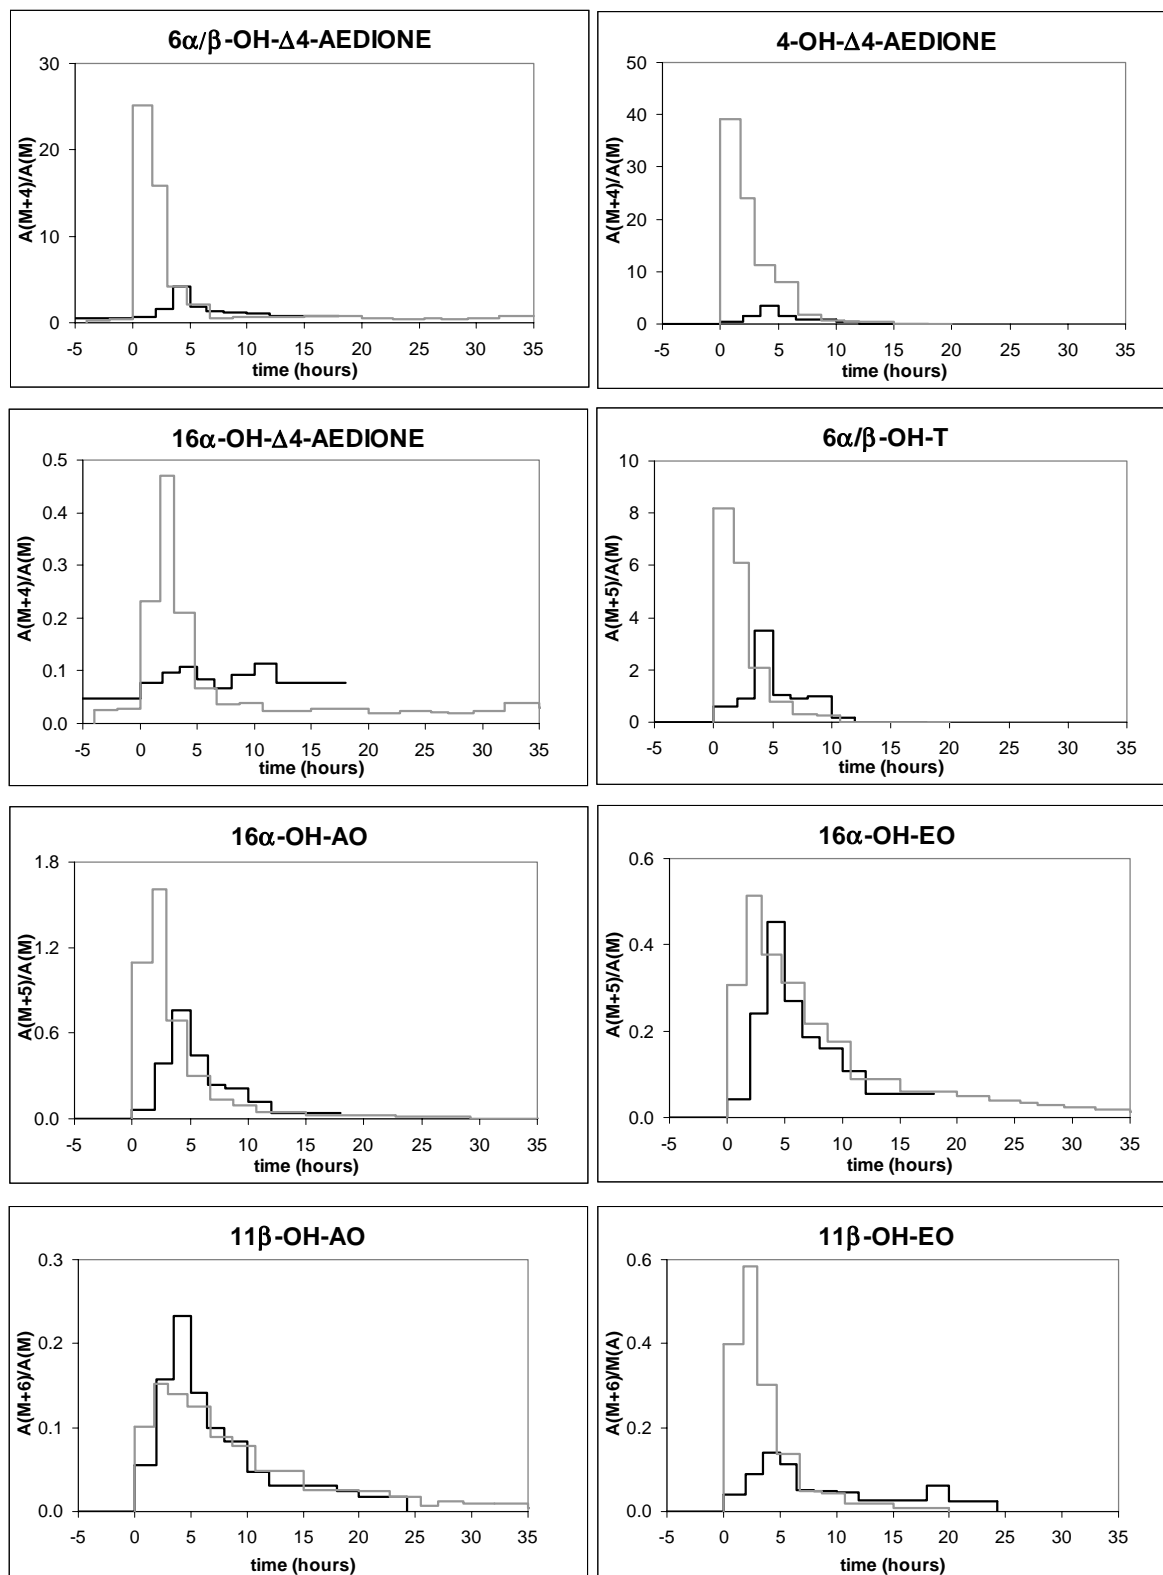 6α/β-OH-Δ4-AEDIONE
A(M+4)/A(M)
30
20
10
0
-5 0 5 10 15 20 25 30 35
time (hours)
4-OH-Δ4-AEDIONE
A(M+4)/A(M)
50
40
30
20
10
0
-5 0 5 10 15 20 25 30 35
time (hours)
16α-OH-Δ4-AEDIONE
A(M+4)/A(M)
0.5
0.4
0.3
0.2
0.1
0.0
-5 0 5 10 15 20 25 30 35
time (hours)
6α/β-OH-T
A(M+5)/A(M)
10
8
6
4
2
0
-5 0 5 10 15 20 25 30 35
time (hours)
16α-OH-AO
A(M+5)/A(M)
1.8
1.2
0.6
0.0
-5 0 5 10 15 20 25 30 35
time (hours)
16α-OH-EO
A(M+5)/A(M)
0.6
0.4
0.2
0.0
-5 0 5 10 15 20 25 30 35
time (hours)
11β-OH-AO
A(M+6)/A(M)
0.3
0.2
0.1
0.0
-5 0 5 10 15 20 25 30 35
time (hours)
11β-OH-EO
A(M+6)/M(A)
0.6
0.4
0.2
0.0
-5 0 5 10 15 20 25 30 35
time (hours)